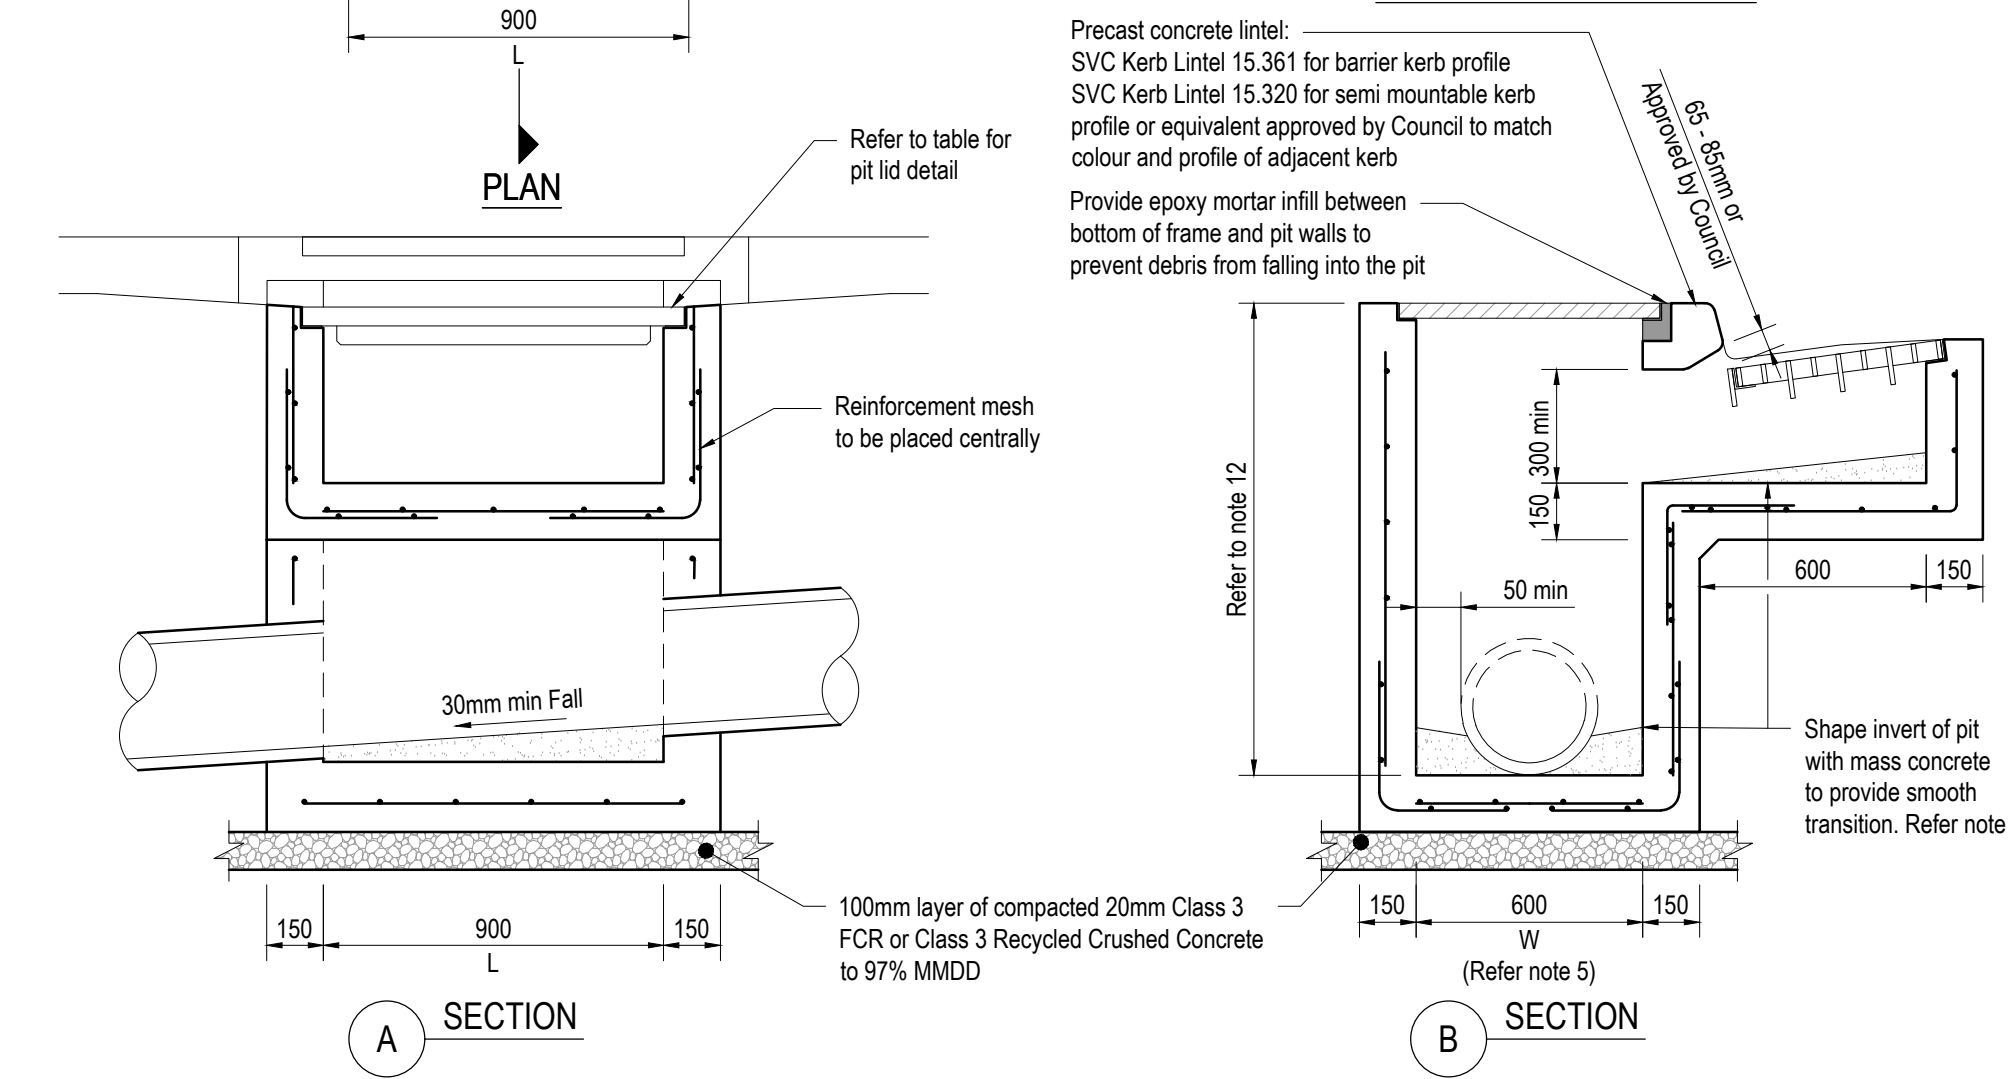 900
L
PLAN
Refer to table for
pit lid detail
Reinforcement mesh
to be placed centrally
30mm min Fall
150
900
150
L
A
SECTION
100mm layer of compacted 20mm Class 3
FCR or Class 3 Recycled Crushed Concrete
to 97% MMDD
Precast concrete lintel:
SVC Kerb Lintel 15.361 for barrier kerb profile
SVC Kerb Lintel 15.320 for semi mountable kerb
profile or equivalent approved by Council to match
colour and profile of adjacent kerb
Provide epoxy mortar infill between
bottom of frame and pit walls to
prevent debris from falling into the pit
65 - 85mm or
Approved by Council
Refer to note 12
300 min
150
600
150
50 min
Shape invert of pit
with mass concrete
to provide smooth
transition. Refer note
150
600
150
W
(Refer note 5)
B
SECTION